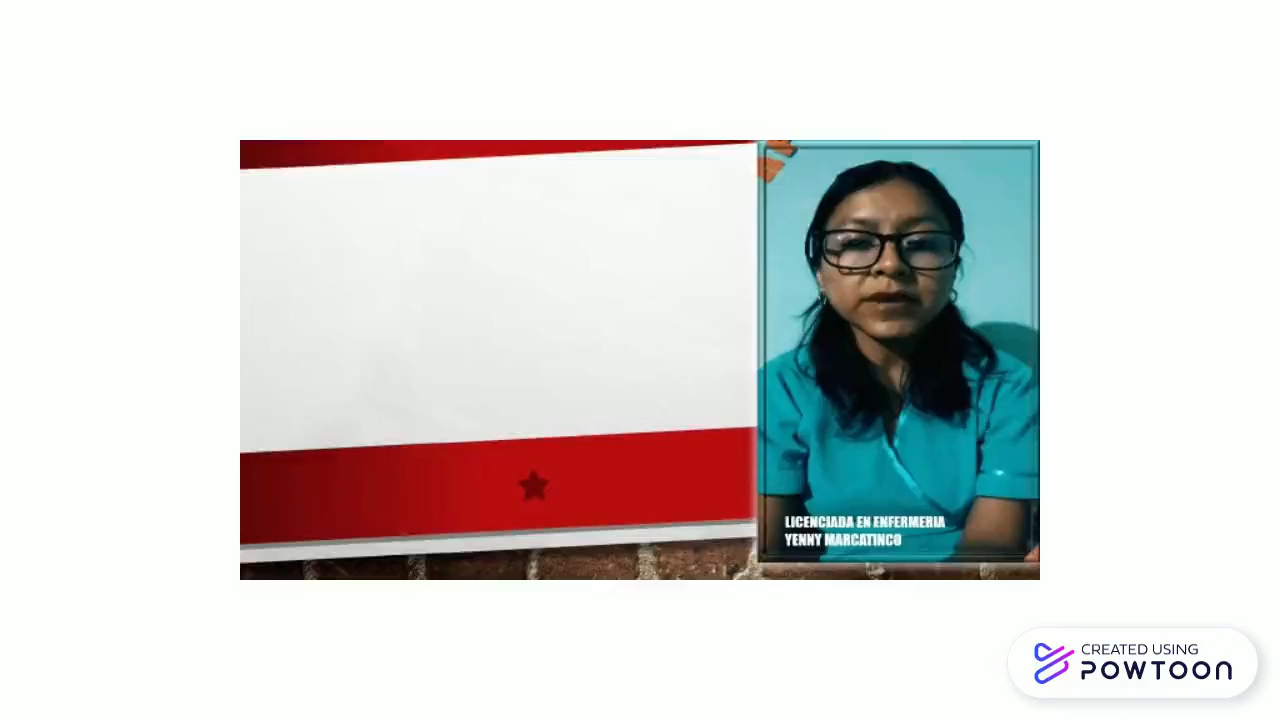 LICENCIADA EN ENFERMERIA
YENNY MARCATINCO
CREATED USING
POWTOON